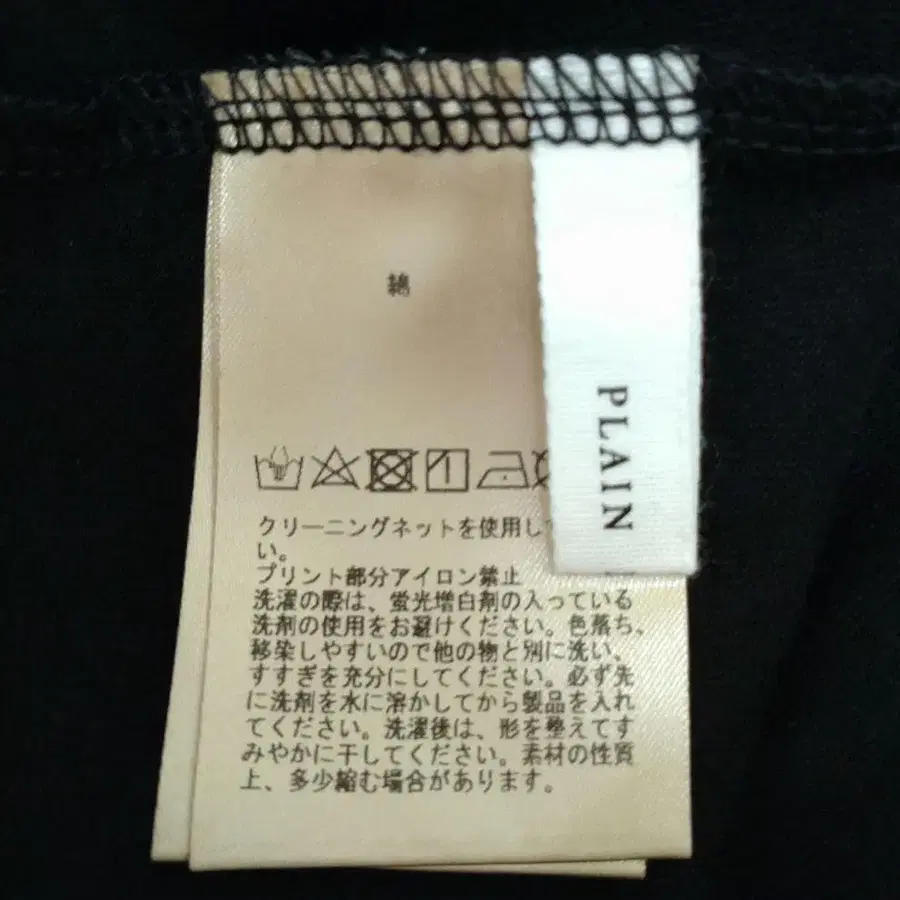 綿
PLAIN
クリーニングネットを使用し
い。
プリント部分アイロン禁止
洗濯の際は、蛍光増白剤の入っている
洗剤の使用をお避けください。色落ち、
移染しやすいので他の物と別に洗い、
すすぎを充分にしてください。必ず先
に洗剤を水に溶かしてから製品を入れ
てください。洗濯後は、形を整えてす
みやかに干してください。素材の性質
上、多少縮む場合があります。